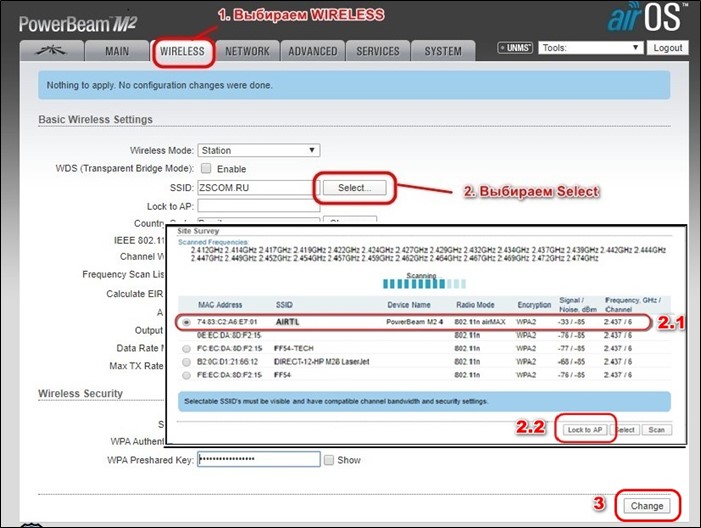 1. Выбираем WIRELESS
PowerBeam M2
airOS
MAIN WIRELESS NETWORK ADVANCED SERVICES SYSTEM UNMS Tools: Logout
Nothing to apply. No configuration changes were done.
Basic Wireless Settings
Wireless Mode: Station
WDS (Transparent Bridge Mode): Enable
SSID: ZSCOM.RU Select...
2. Выбираем Select
Lock to AP:
IEEE 802.11
Channel W
Frequency Scan Lis
Calculate EIR
A
Output
Data Rate M
Max TX Rate
Site Survey
Scanned Frequencies:
2.412GHz 2.414GHz 2.417GHz 2.419GHz 2.422GHz 2.424GHz 2.427GHz 2.429GHz 2.432GHz 2.434GHz 2.437GHz 2.439GHz 2.442GHz 2.444GHz
2.447GHz 2.449GHz 2.452GHz 2.454GHz 2.457GHz 2.459GHz 2.462GHz 2.464GHz 2.467GHz 2.469GHz 2.472GHz 2.474GHz
Scanning
MAC Address SSID Device Name Radio Mode Encryption Signal / Noise, dBm Frequency, GHz / Channel
74:83:C2:A6:E7:01 AIRTL PowerBeam M2 4 802.11n airMAX WPA2 -33 / -85 2.437 / 6
2.1
0E:EC:DA:8D:F2:15 802.11n WPA2 -76 / -85 2.437 / 6
FC:EC:DA:8D:F2:15 FF54-TECH 802.11n WPA2 -77 / -85 2.437 / 6
B2:0C:D1:21:66:12 DIRECT-12-HP M28 LaserJet 802.11n WPA2 -68 / -85 2.437 / 6
FE:EC:DA:8D:F2:15 FF54 802.11n WPA2 -76 / -85 2.437 / 6
Selectable SSID's must be visible and have compatible channel bandwidth and security settings.
2.2
Lock to AP Select Scan
Wireless Security
S
WPA Authenti
WPA Preshared Key: •••••••••••••••• Show
3
Change